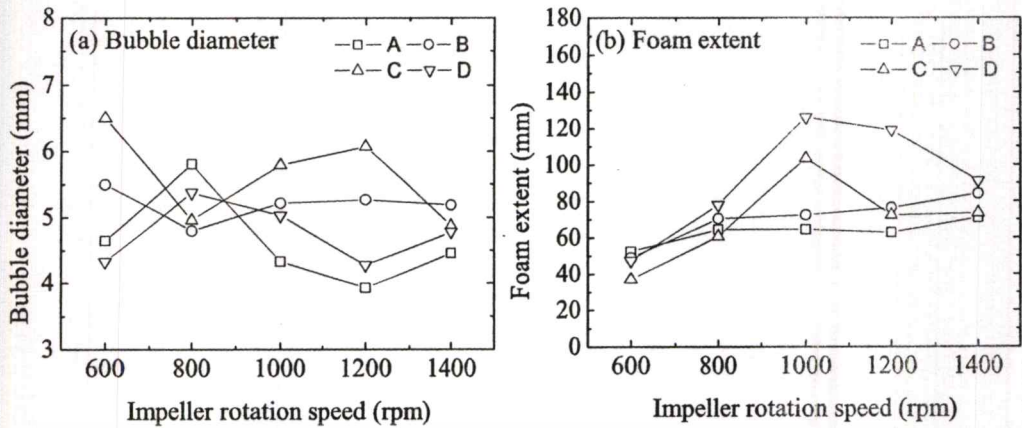 (a) Bubble diameter
A B
C D
8
7
6
5
4
3
Bubble diameter (mm)
600 800 1000 1200 1400
Impeller rotation speed (rpm)
(b) Foam extent
A B
C D
180
160
140
120
100
80
60
40
20
0
Foam extent (mm)
600 800 1000 1200 1400
Impeller rotation speed (rpm)